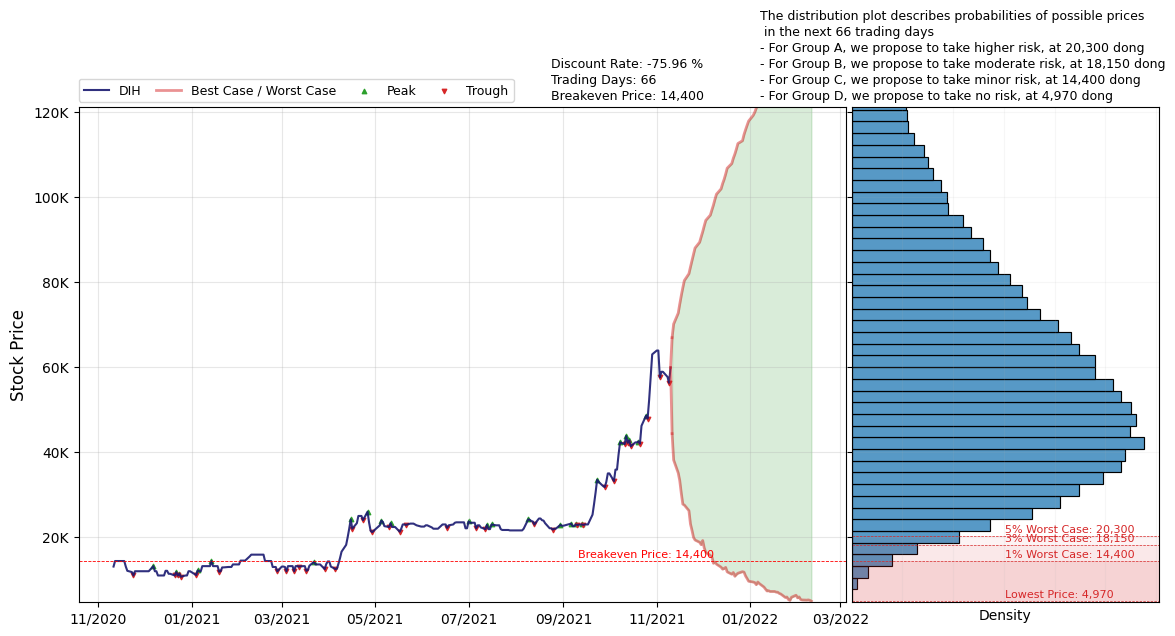 The distribution plot describes probabilities of possible prices
in the next 66 trading days
- For Group A, we propose to take higher risk, at 20,300 dong
- For Group B, we propose to take moderate risk, at 18,150 dong
- For Group C, we propose to take minor risk, at 14,400 dong
- For Group D, we propose to take no risk, at 4,970 dong
Discount Rate: -75.96 %
Trading Days: 66
Breakeven Price: 14,400
DIH
Best Case / Worst Case
Peak
Trough
Stock Price
120K
100K
80K
60K
40K
20K
Breakeven Price: 14,400
5% Worst Case: 20,300
3% Worst Case: 18,150
1% Worst Case: 14,400
Lowest Price: 4,970
11/2020
01/2021
03/2021
05/2021
07/2021
09/2021
11/2021
01/2022
03/2022
Density